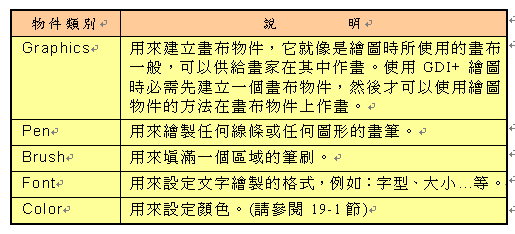 物件類別 說 明
Graphics 用來建立畫布物件，它就像是繪圖時所使用的畫布
一般，可以供給畫家在其中作畫。使用 GDI+ 繪圖
時必需先建立一個畫布物件，然後才可以使用繪圖
物件的方法在畫布物件上作畫。
Pen 用來繪製任何線條或任何圖形的畫筆。
Brush 用來填滿一個區域的筆刷。
Font 用來設定文字繪製的格式，例如：字型、大小…等。
Color 用來設定顏色。(請參閱 19-1 節)